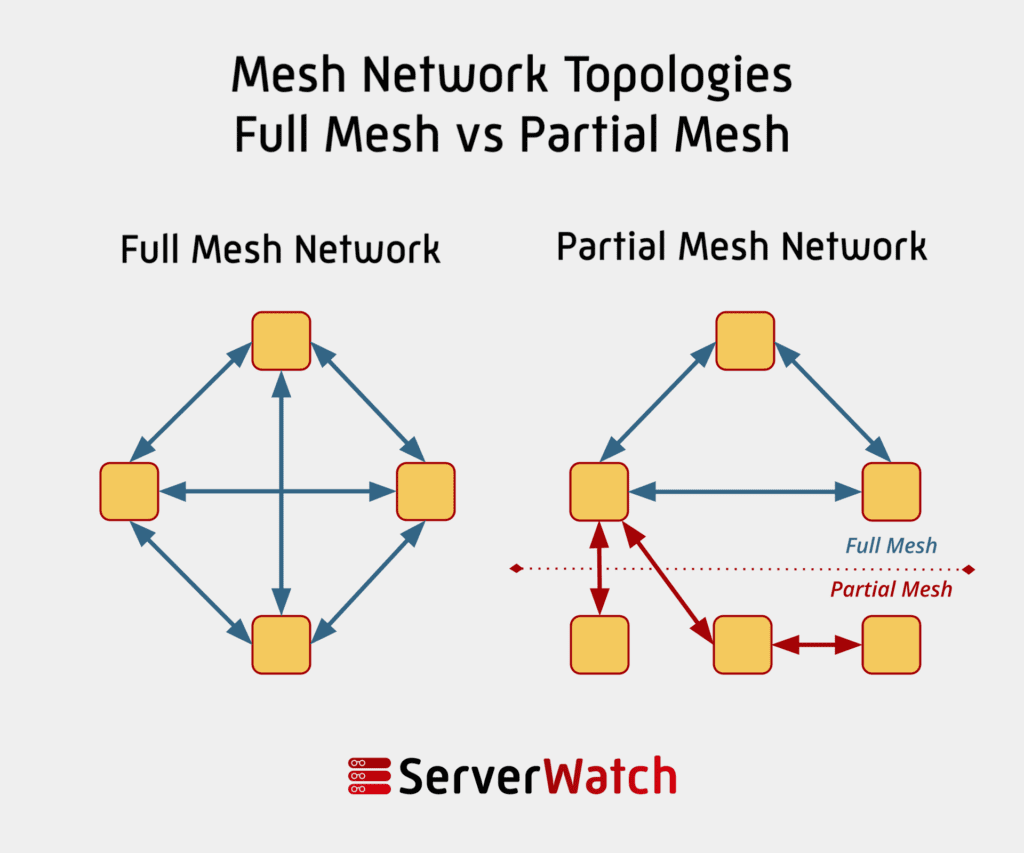 Mesh Network Topologies
Full Mesh vs Partial Mesh
Full Mesh Network
Partial Mesh Network
Full Mesh
Partial Mesh
ServerWatch